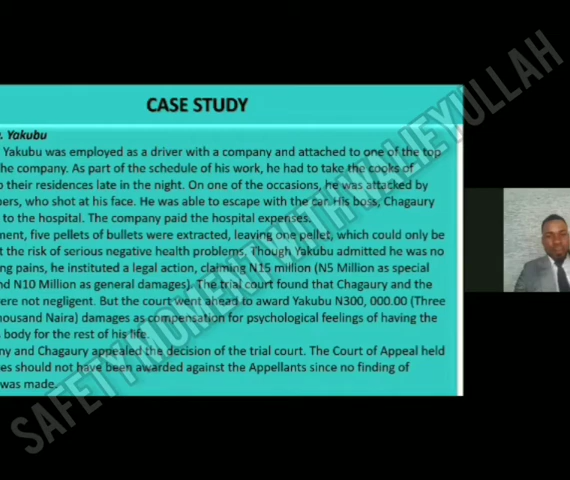 CASE STUDY
. Yakubu
Yakubu was employed as a driver with a company and attached to one of the top
he company. As part of the schedule of his work, he had to take the cooks of
o their residences late in the night. On one of the occasions, he was attacked by
bers, who shot at his face. He was able to escape with the car. His boss, Chagaury
to the hospital. The company paid the hospital expenses.
ment, five pellets of bullets were extracted, leaving one pellet, which could only be
t the risk of serious negative health problems. Though Yakubu admitted he was no
ng pains, he instituted a legal action, claiming N15 million (N5 Million as special
nd N10 Million as general damages). The trial court found that Chagaury and the
ere not negligent. But the court went ahead to award Yakubu N300, 000.00 (Three
housand Naira) damages as compensation for psychological feelings of having the
s body for the rest of his life.
ny and Chagaury appealed the decision of the trial court. The Court of Appeal held
es should not have been awarded against the Appellants since no finding of
was made.
SAFETYMOMENTWITHVALIEYULLAH